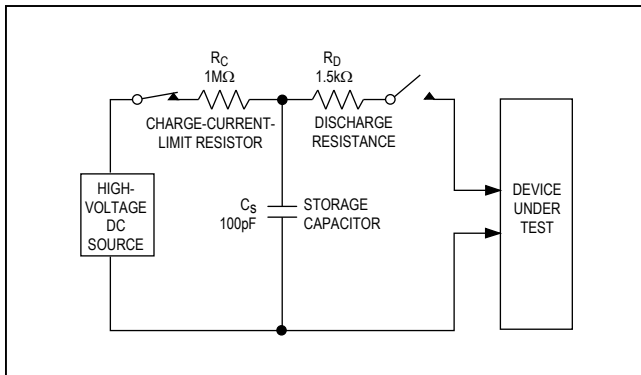 R_C
1MΩ
R_D
1.5kΩ
CHARGE-CURRENT-
LIMIT RESISTOR
DISCHARGE
RESISTANCE
HIGH-
VOLTAGE
DC
SOURCE
C_S
100pF
STORAGE
CAPACITOR
DEVICE
UNDER
TEST